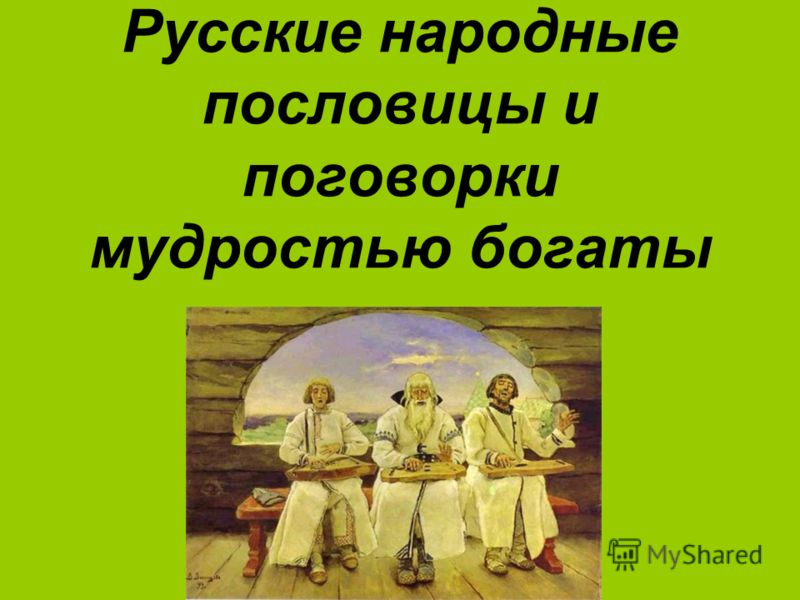 Русские народные
пословицы и
поговорки
мудростью богаты
MyShared